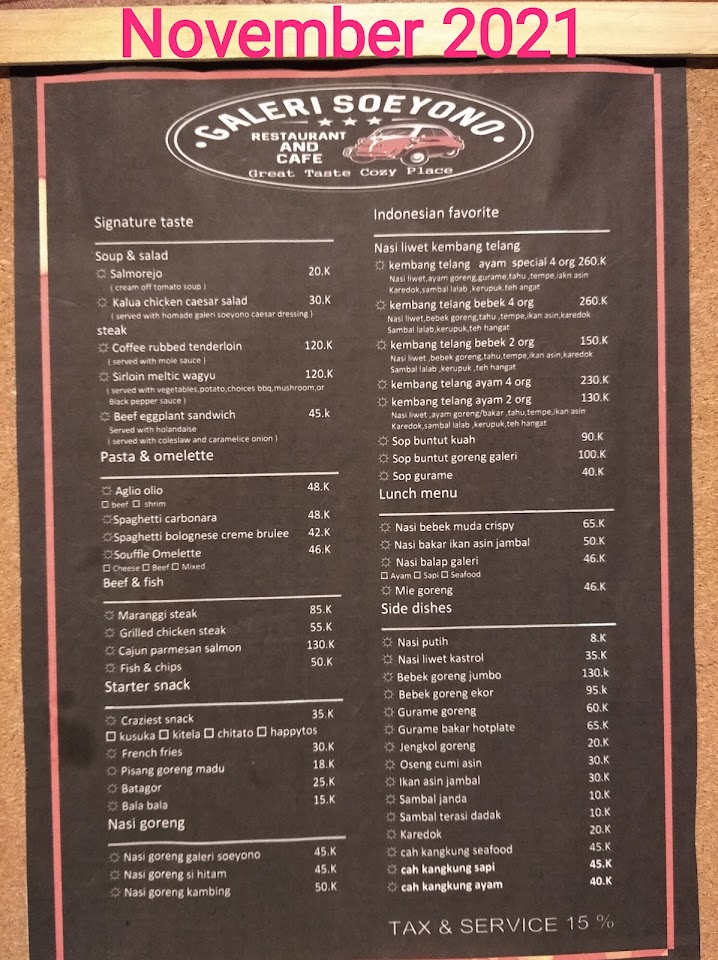 November 2021
GALERI SOEYONO
RESTAURANT
AND
CAFE
Great Taste Cozy Place
Signature taste
Soup & salad
Salmorejo 20.K
( cream off tomato soup )
Kalua chicken caesar salad 30.K
( served with homade galeri soeyono caesar dressing )
steak
Coffee rubbed tenderloin 120.K
( served with mole sauce )
Sirloin meltic wagyu 120.K
( served with vegetables,potato,choices bbq,mushroom,or
Black pepper sauce )
Beef eggplant sandwich 45.k
Served with holandaise
( served with coleslaw and caramelice onion )
Pasta & omelette
Aglio olio 48.K
☐ beef ☐ shrim
Spaghetti carbonara 48.K
Spaghetti bolognese creme brulee 42.K
Souffle Omelette 46.K
☐ Cheese ☐ Beef ☐ Mixed
Beef & fish
Maranggi steak 85.K
Grilled chicken steak 55.K
Cajun parmesan salmon 130.K
Fish & chips 50.K
Starter snack
Craziest snack 35.K
☐ kusuka ☐ kitela ☐ chitato ☐ happytos
French fries 30.K
Pisang goreng madu 18.K
Batagor 25.K
Bala bala 15.K
Nasi goreng
Nasi goreng galeri soeyono 45.K
Nasi goreng si hitam 45.K
Nasi goreng kambing 50.K
Indonesian favorite
Nasi liwet kembang telang
kembang telang ayam special 4 org 260.K
Nasi liwet,ayam goreng,gurame,tahu ,tempe,iakn asin
Karedok,sambal lalab ,kerupuk,teh angat
kembang telang bebek 4 org 260.K
Nasi liwet,bebek goreng,tahu ,tempe,ikan asin,karedok
Sambal lalab,kerupuk,teh hangat
kembang telang bebek 2 org 150.K
Nasi liwet ,bebek goreng,tahu,tempe,ikan asin,karedok
Sambal lalab ,kerupuk ,teh hangat
kembang telang ayam 4 org 230.K
kembang telang ayam 2 org 130.K
Nasi liwet ,ayam goreng/bakar ,tahu,tempe,ikan asin
Karedok,sambal lalab ,kerupuk,teh hangat
Sop buntut kuah 90.K
Sop buntut goreng galeri 100.K
Sop gurame 40.K
Lunch menu
Nasi bebek muda crispy 65.K
Nasi bakar ikan asin jambal 50.K
Nasi balap galeri 46.K
☐ Ayam ☐ Sapi ☐ Seafood
Mie goreng 46.K
Side dishes
Nasi putih 8.K
Nasi liwet kastrol 35.K
Bebek goreng jumbo 130.k
Bebek goreng ekor 95.k
Gurame goreng 60.K
Gurame bakar hotplate 65.K
Jengkol goreng 20.K
Oseng cumi asin 30.K
Ikan asin jambal 30.K
Sambal janda 10.K
Sambal terasi dadak 10.K
Karedok 20.K
cah kangkung seafood 45.K
cah kangkung sapi 45.K
cah kangkung ayam 40.K
TAX & SERVICE 15 %